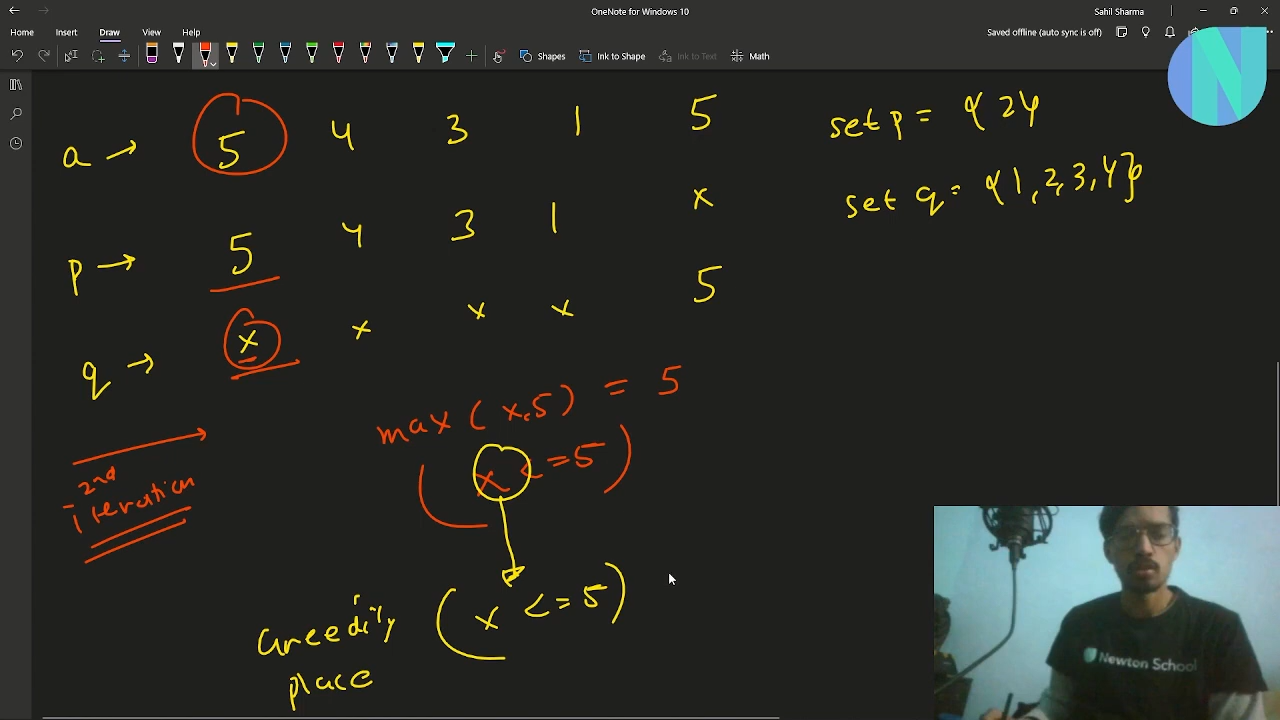 OneNote for Windows 10
Sahil Sharma
Home Insert Draw View Help
Saved offline (auto sync is off)
Shapes Ink to Shape Ink to Text Math
a → 5 4 3 1 5
set p = { 2 }
p → 5 4 3 1 x
set q = { 1, 2, 3, 4 }
q → x x x x 5
max ( x, 5 ) = 5
( x <= 5 )
2nd
iteration
Greedily ( x <= 5 )
place
Newton School